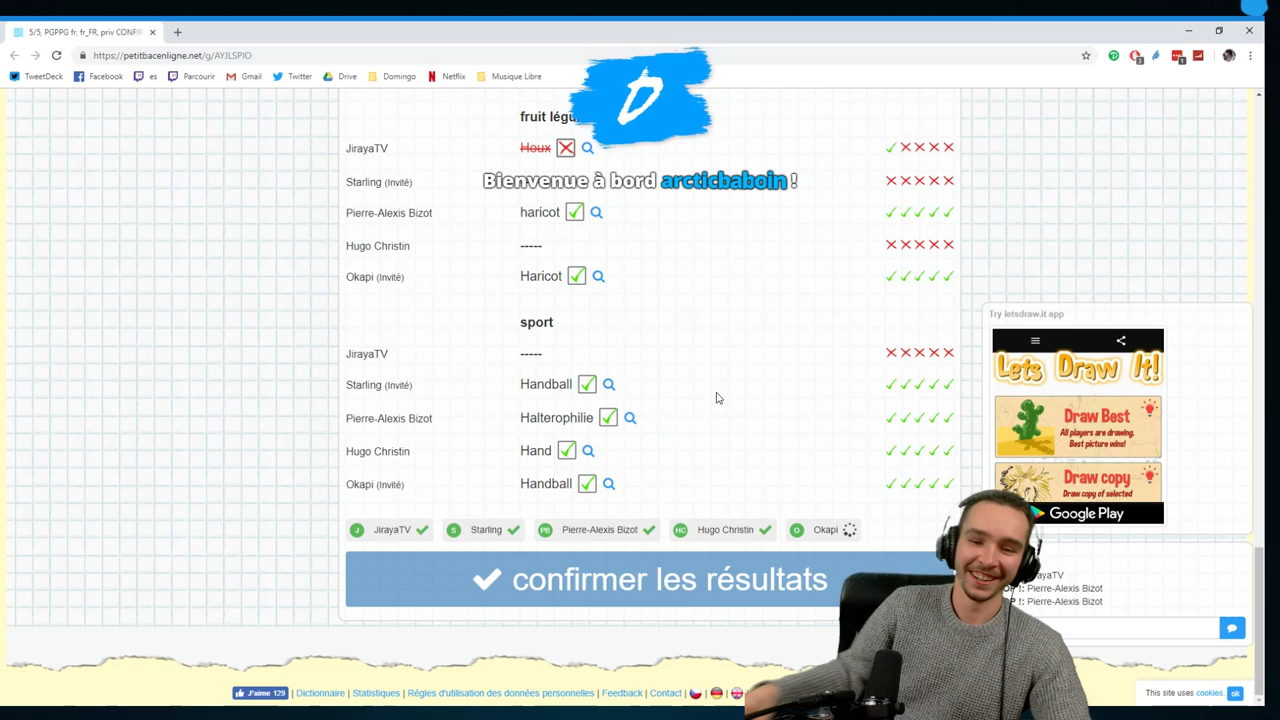 5/5, PGPPG fr, fr_FR, priv CONFIR
https://petitbacenligne.net/g/AYJLSPIO
TweetDeck Facebook es Parcourir Gmail Twitter Drive Domingo Netflix Musique Libre
D
fruit légu
JirayaTV Houx
Bienvenue à bord arcticbaboin !
Starling (Invité)
Pierre-Alexis Bizot haricot
Hugo Christin -----
Okapi (Invité) Haricot
sport
JirayaTV -----
Starling (Invité) Handball
Pierre-Alexis Bizot Halterophilie
Hugo Christin Hand
Okapi (Invité) Handball
J JirayaTV S Starling PB Pierre-Alexis Bizot HC Hugo Christin O Okapi
confirmer les résultats
Try letsdraw.it app
Lets Draw It!
Draw Best
All players are drawing.
Best picture wins!
Draw copy
Draw copy of selected
Google Play
ayaTV
P !: Pierre-Alexis Bizot
P !: Pierre-Alexis Bizot
J'aime 129 | Dictionnaire | Statistiques | Règles d'utilisation des données personnelles | Feedback | Contact |
This site uses cookies. ok